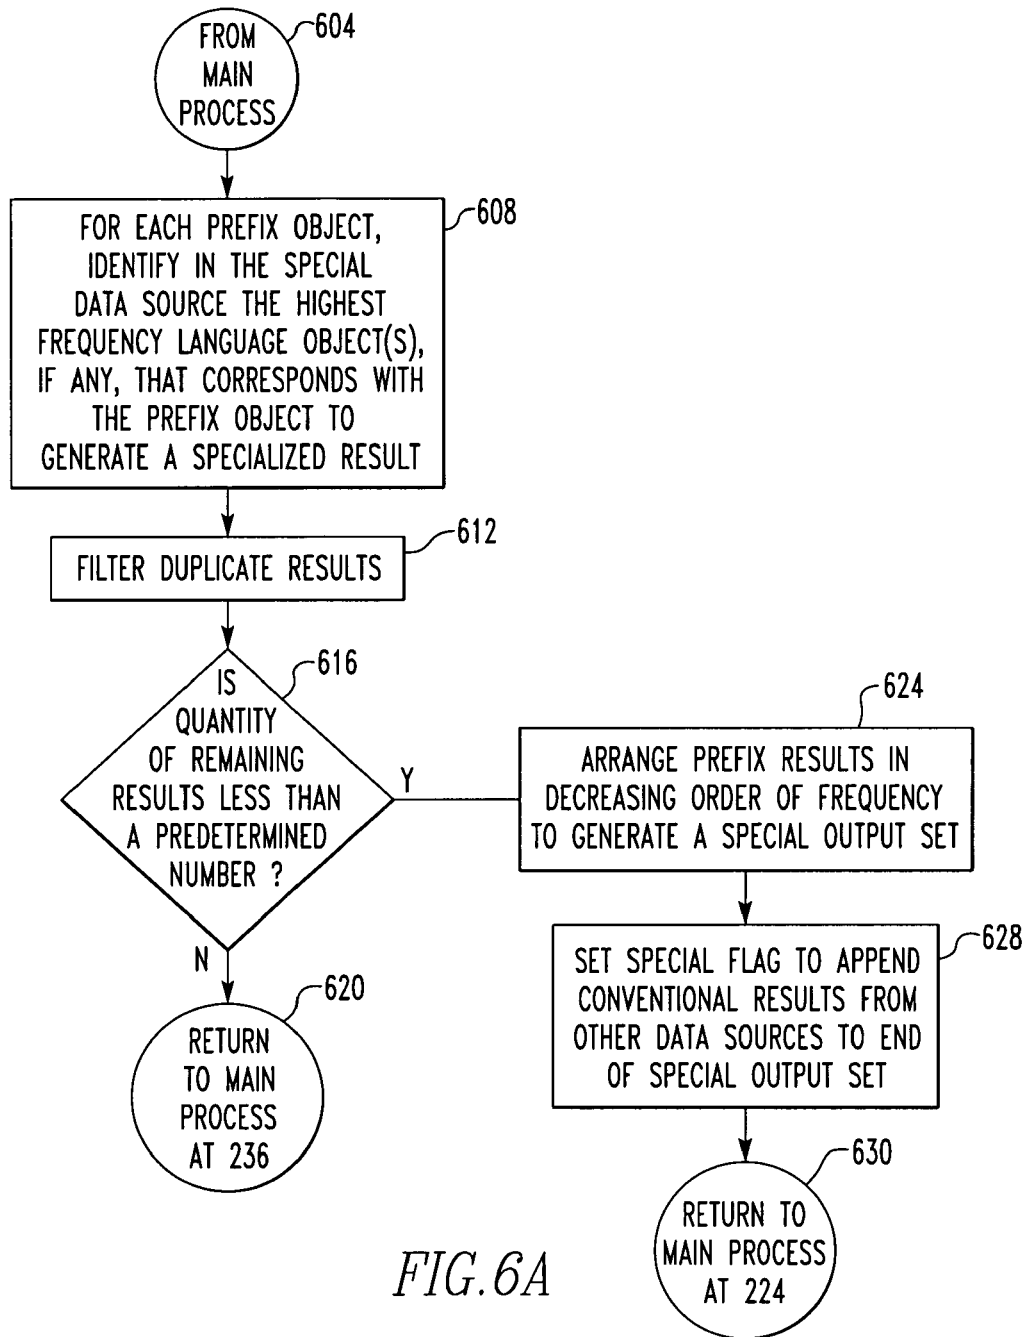 FROM
MAIN
PROCESS
604
FOR EACH PREFIX OBJECT,
IDENTIFY IN THE SPECIAL
DATA SOURCE THE HIGHEST
FREQUENCY LANGUAGE OBJECT(S),
IF ANY, THAT CORRESPONDS WITH
THE PREFIX OBJECT TO
GENERATE A SPECIALIZED RESULT
608
FILTER DUPLICATE RESULTS
612
IS
QUANTITY
OF REMAINING
RESULTS LESS THAN
A PREDETERMINED
NUMBER ?
616
Y
N
RETURN
TO MAIN
PROCESS
AT 236
620
ARRANGE PREFIX RESULTS IN
DECREASING ORDER OF FREQUENCY
TO GENERATE A SPECIAL OUTPUT SET
624
SET SPECIAL FLAG TO APPEND
CONVENTIONAL RESULTS FROM
OTHER DATA SOURCES TO END
OF SPECIAL OUTPUT SET
628
RETURN TO
MAIN PROCESS
AT 224
630
FIG.6A